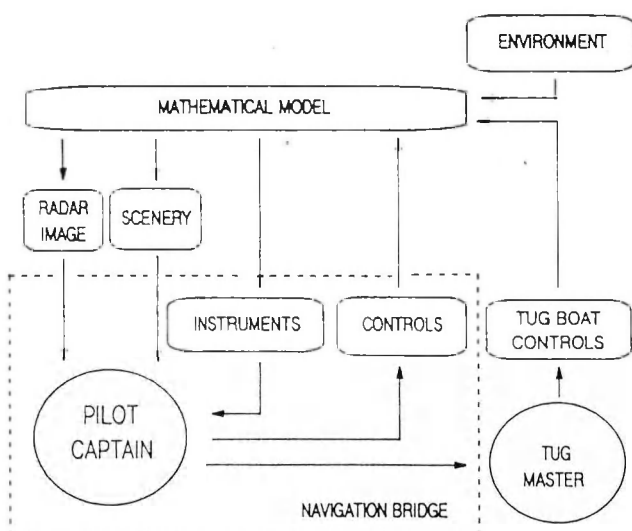 ENVIRONMENT
MATHEMATICAL MODEL
RADAR
IMAGE
SCENERY
INSTRUMENTS
CONTROLS
TUG BOAT
CONTROLS
PILOT
CAPTAIN
TUG
MASTER
NAVIGATION BRIDGE